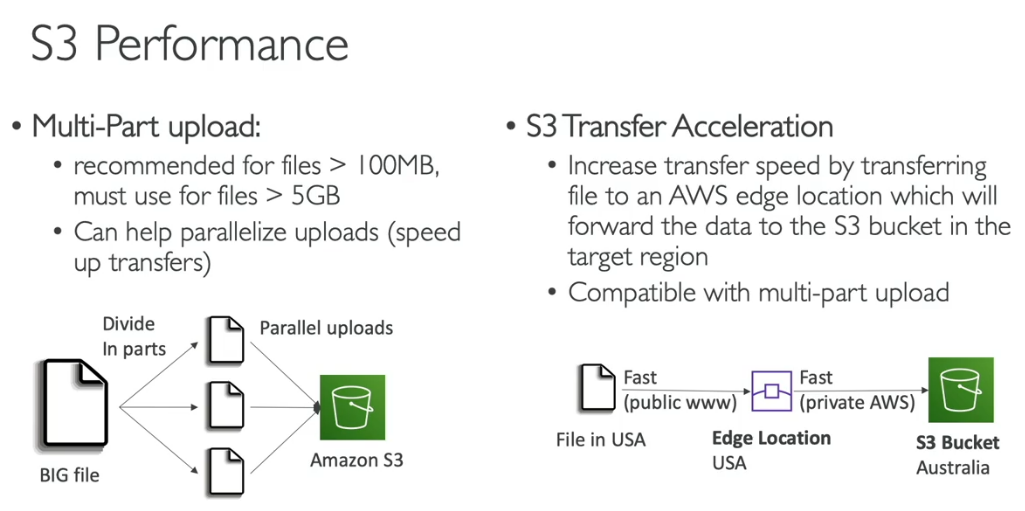 S3 Performance
• Multi-Part upload:
• recommended for files > 100MB,
must use for files > 5GB
• Can help parallelize uploads (speed
up transfers)
Divide
In parts
Parallel uploads
BIG file
Amazon S3
• S3 Transfer Acceleration
• Increase transfer speed by transferring
file to an AWS edge location which will
forward the data to the S3 bucket in the
target region
• Compatible with multi-part upload
Fast
(public www)
Fast
(private AWS)
File in USA
Edge Location
USA
S3 Bucket
Australia